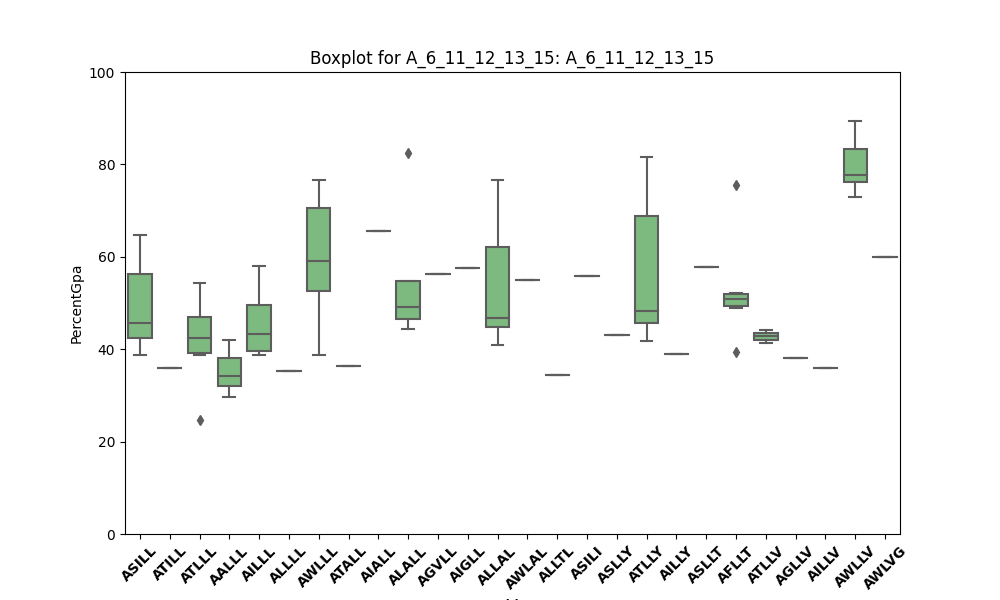 Boxplot for A_6_11_12_13_15: A_6_11_12_13_15
100
80
60
40
20
0
PercentGpa
ASILL ATILL ATLLL AALLL AILLL ALLLL AWLLL ATALL AIALL ALALL AGVLL AIGLL ALLAL AWLAL ALLTL ASILI ASLLY ATLLY AILLY ASLLT AFLLT ATLLV AGLLV AILLV AWLLV AWLVG